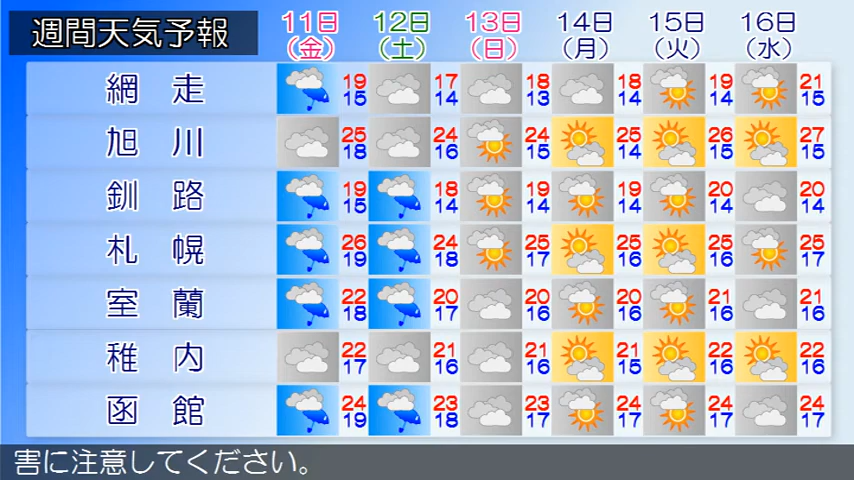 週間天気予報 11日 12日 13日 14日 15日 16日
(金) (土) (日) (月) (火) (水)
網走 19 15 17 14 18 13 18 14 19 14 21 15
旭川 25 18 24 16 24 15 25 14 26 15 27 15
釧路 19 15 18 14 19 14 19 14 20 14 20 14
札幌 26 19 24 18 25 17 25 16 25 16 25 17
室蘭 22 18 20 17 20 16 20 16 21 16 21 16
稚内 22 17 21 16 21 16 21 15 22 16 22 16
函館 24 19 23 18 23 17 24 17 24 17 24 17
害に注意してください。